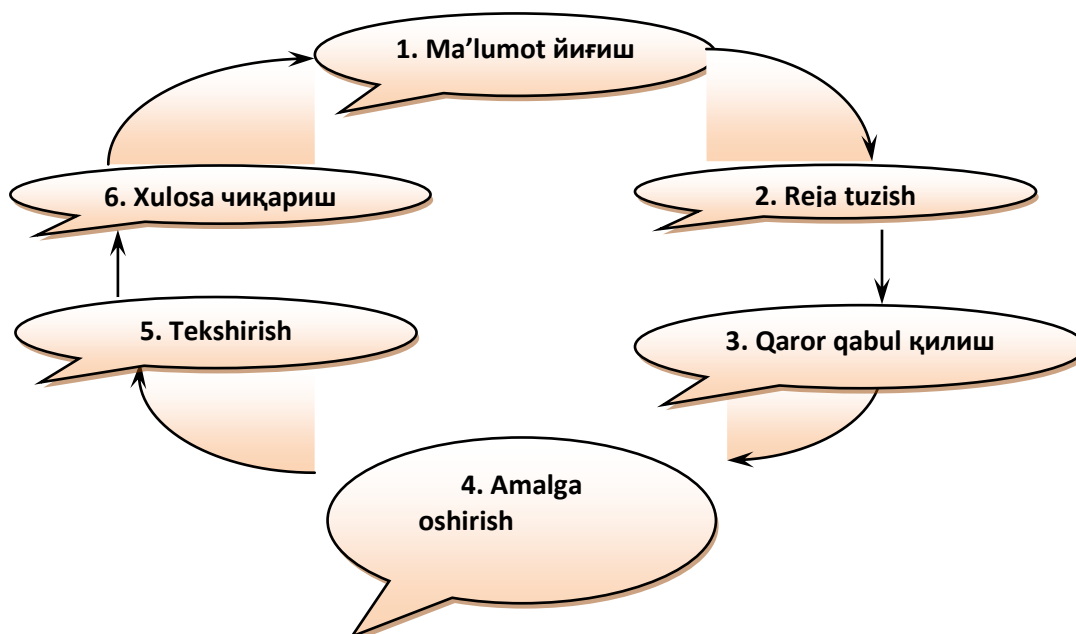 1. Ma’lumot йиғиш
2. Reja tuzish
3. Qaror qabul қилиш
4. Amalga
oshirish
5. Tekshirish
6. Xulosa чиқариш